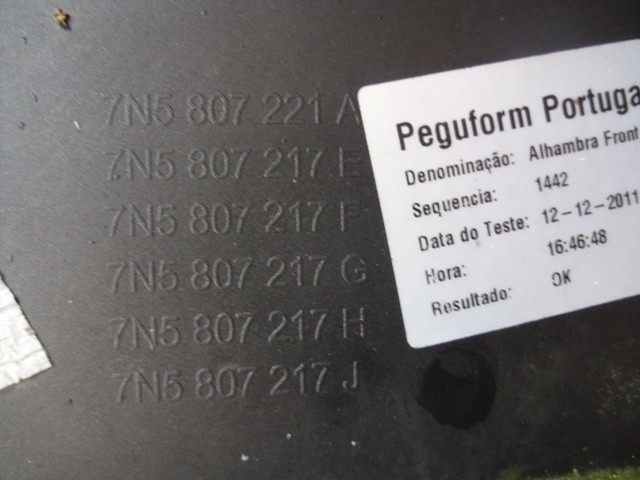 7N5 807 221 A
7N5 807 217 E
7N5 807 217 F
7N5 807 217 G
7N5 807 217 H
7N5 807 217 J
Peguform Portuga
Denominação: Alhambra Front
Sequencia: 1442
Data do Teste: 12-12-2011
Hora: 16:46:48
Resultado: OK